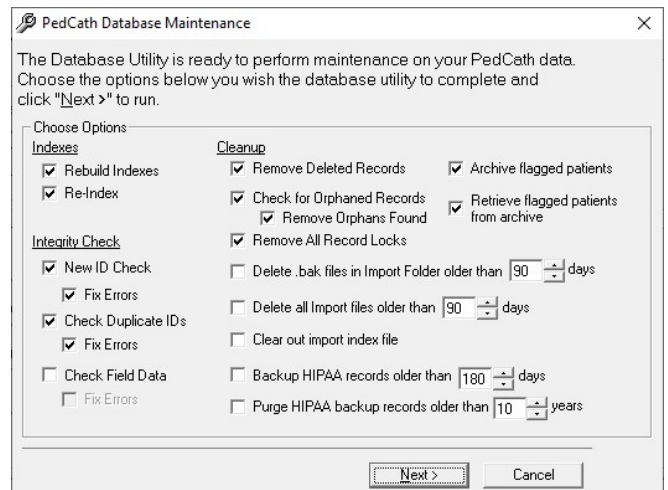 PedCath Database Maintenance
The Database Utility is ready to perform maintenance on your PedCath data.
Choose the options below you wish the database utility to complete and
click "Next >" to run.
Choose Options
Indexes
Rebuild Indexes
Re-Index
Integrity Check
New ID Check
Fix Errors
Check Duplicate IDs
Fix Errors
Check Field Data
Fix Errors
Cleanup
Remove Deleted Records
Check for Orphaned Records
Remove Orphans Found
Remove All Record Locks
Archive flagged patients
Retrieve flagged patients
from archive
Delete .bak files in Import Folder older than 90 days
Delete all Import files older than 90 days
Clear out import index file
Backup HIPAA records older than 180 days
Purge HIPAA backup records older than 10 years
Next >
Cancel